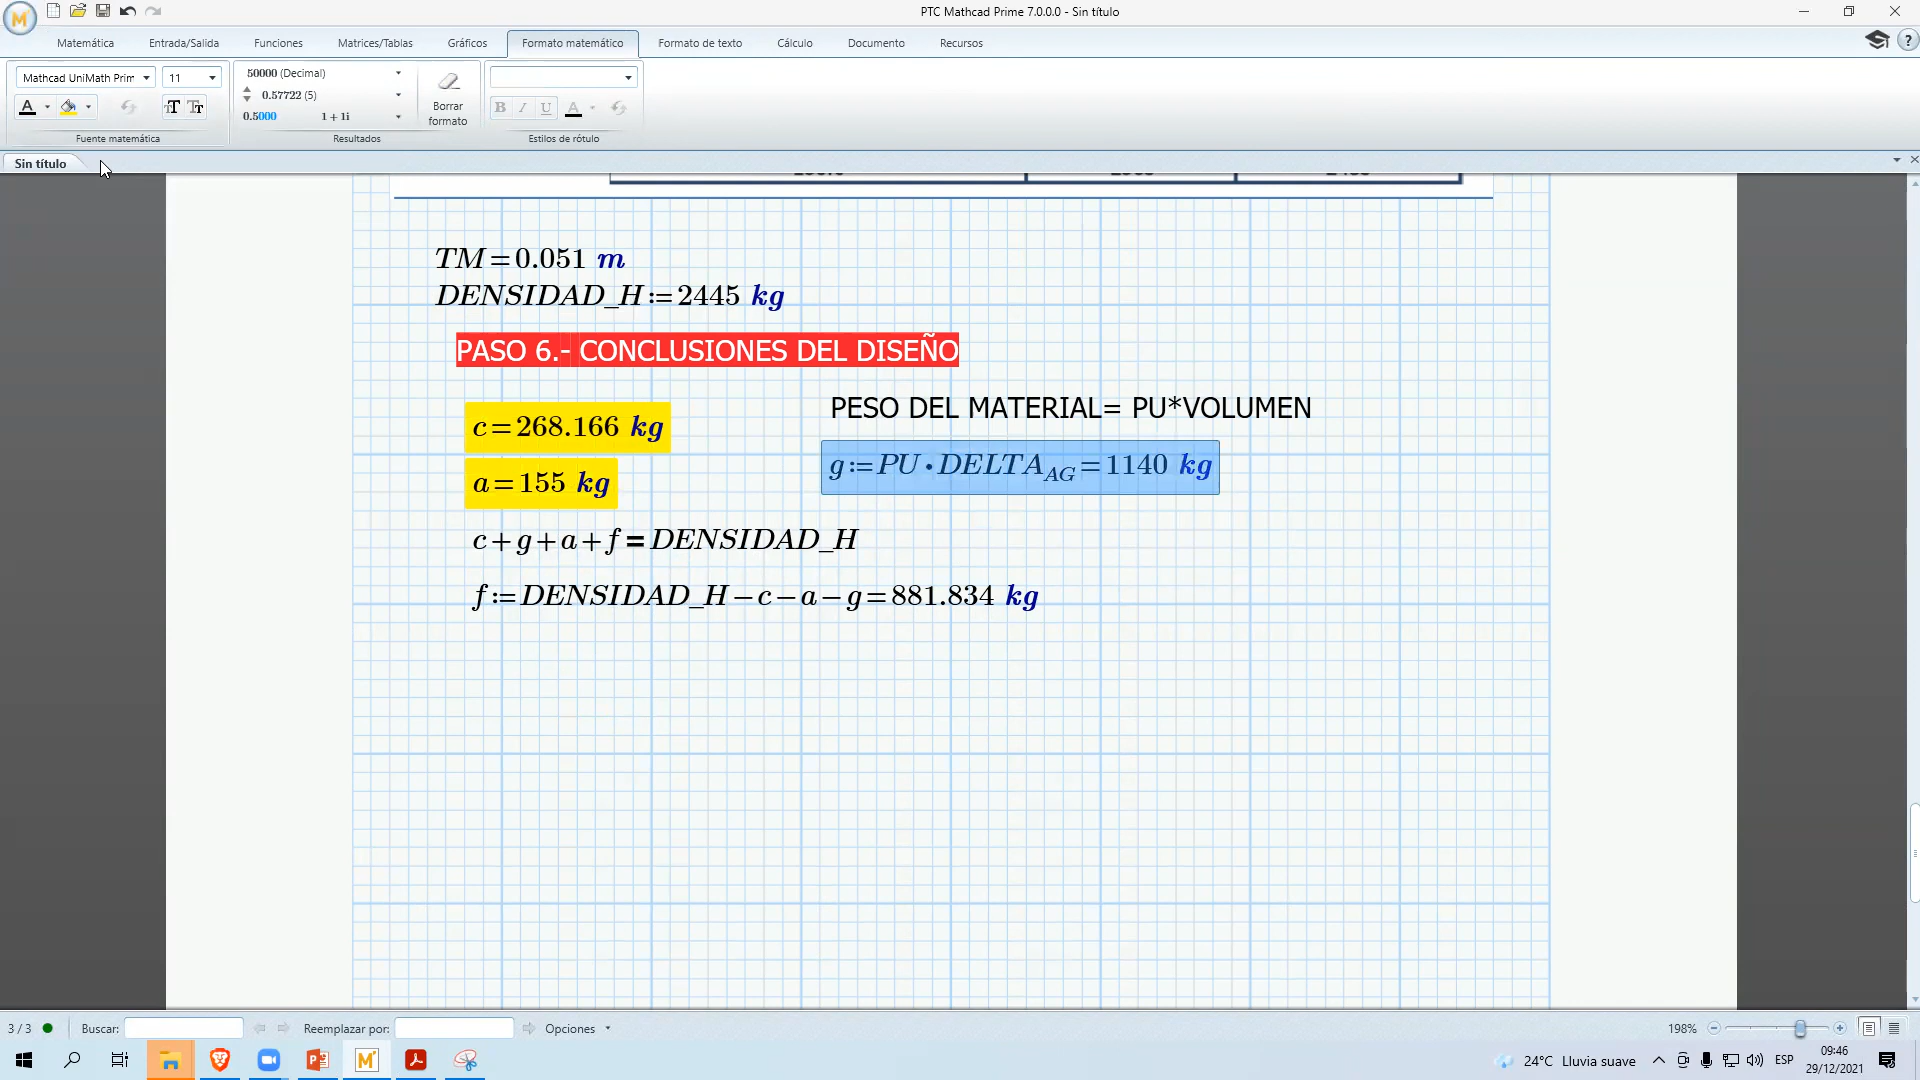 PTC Mathcad Prime 7.0.0.0 - Sin título
Matemática
Entrada/Salida
Funciones
Matrices/Tablas
Gráficos
Formato matemático
Formato de texto
Cálculo
Documento
Recursos
Mathcad UniMath Prim
11
50000 (Decimal)
0.57722 (5)
0.5000
1 + 1i
Borrar
formato
Fuente matemática
Resultados
Estilos de rótulo
Sin título
TM=0.051 m
DENSIDAD_H:=2445 kg
PASO 6.- CONCLUSIONES DEL DISEÑO
c=268.166 kg
PESO DEL MATERIAL= PU*VOLUMEN
g:=PU•DELTA_AG=1140 kg
a=155 kg
c+g+a+f=DENSIDAD_H
f:=DENSIDAD_H−c−a−g=881.834 kg
3 / 3
Buscar:
Reemplazar por:
Opciones
198%
24°C Lluvia suave
ESP
09:46
29/12/2021